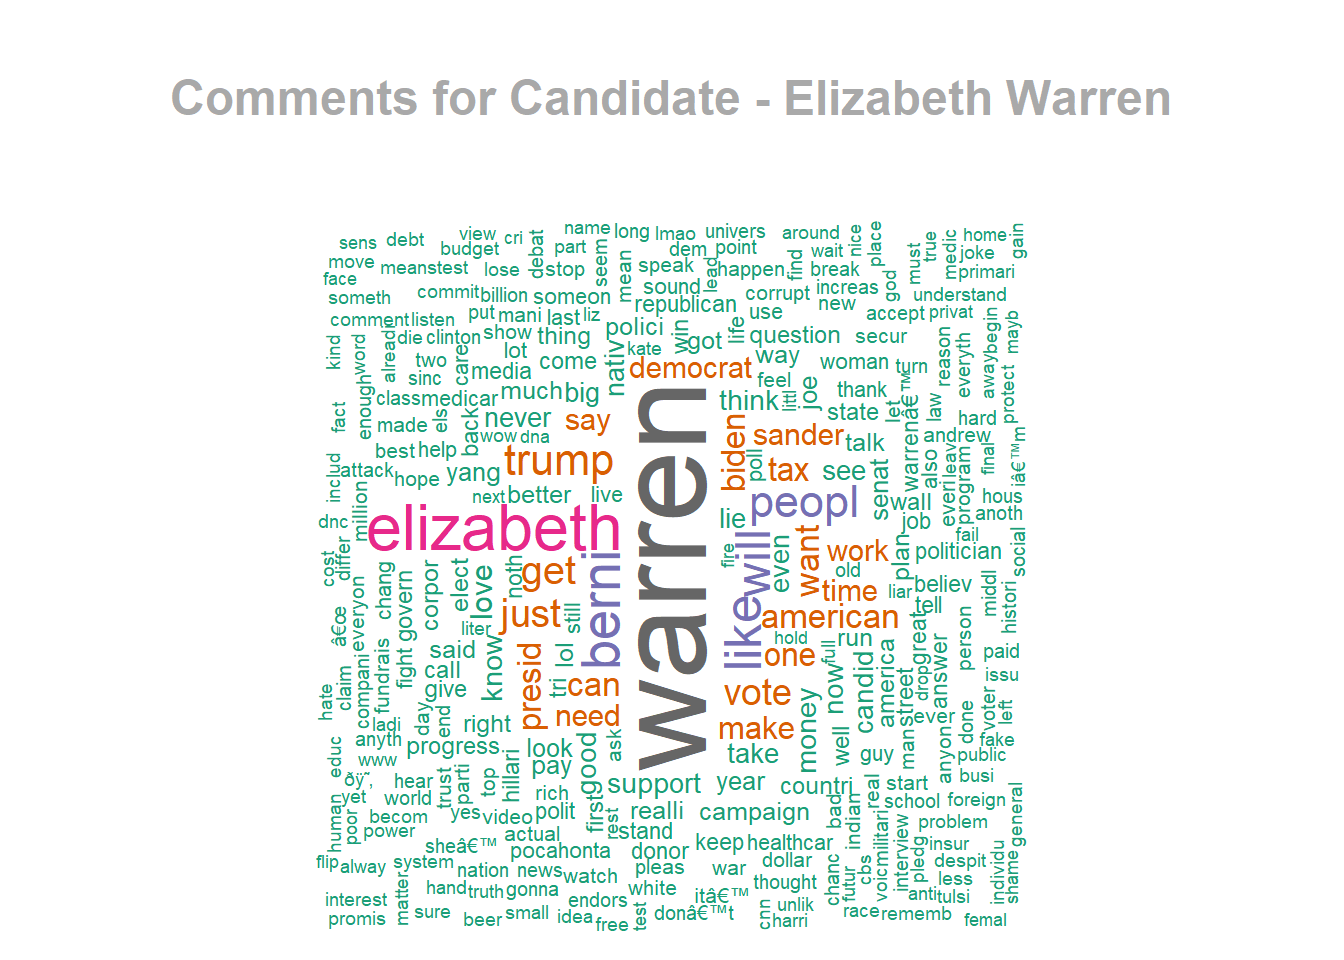 Comments for Candidate - Elizabeth Warren
name long lmao univers around nice place gain
sens debt view cri debat part seem dem point wait find must true medic home
budget joke
move meanstest lose stop mean speak lead happen break god primari
face sound increas
someth commit billion someon republican corrupt new understand
comment listen put mani last liz use accept privat begin mayb
kind word alreadi die clinton show thing polici win got life question secur away
two lot come nativ kate democrat way woman turn reason everyth
sinc care media feel thank protect
fact enough class medicar els much big think littl joe state let law hard
made back never say biden sander warrenâ€™ andrew
best help wow dna poll talk also leav final iâ€™m
includ attack hope yang trump tax see senat everi program
million next better live peopl wall hous
dnc elizabeth warren lie job anoth
cost differ fire will even want work plan politician fail social
chang govern corpor elect love noth get berni old believ middl
â€œ everyon time liar tell histori
just still like american great
liter hold run person paid
fight said know presid lol one full candid america answer
hate claim compani fundrais call tri can now drop issu
give need vote money street voter left
ladi day end right make man ever done
anyth progress look good ask take well guy anyon public fake
educ www pay
ðŸ˜‚ hear trust parti top hillari support year countri real start busi
yet world rich first school foreign
human poor becom yes video polit rest realli campaign bad indian militari general
power actual stand problem
sheâ€™ pocahonta donor keep healthcar interview pledg insur
flip alway system nation news watch pleas war dollar chanc futur cbs voic despit individu shame
interest matter hand truth gonna white itâ€™ thought less
endors unlik anti tulsi
promis sure beer small idea free test donâ€™t cnn harri race rememb femal